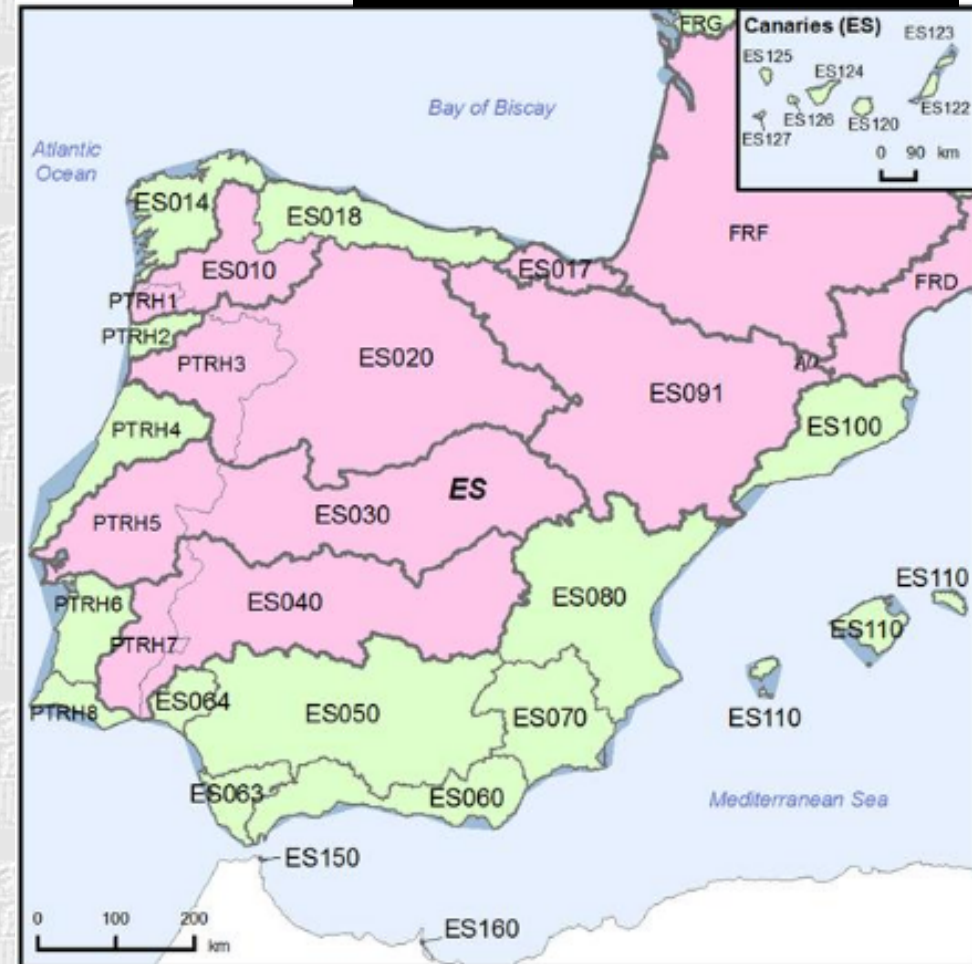 FRG
Canaries (ES)
ES123
ES125
ES124
ES122
ES126
ES120
ES127
0 90 km
Bay of Biscay
Atlantic
Ocean
ES014
ES018
FRF
ES010
ES017
FRD
PTRH1
PTRH2
PTRH3
ES020
AD
ES091
PTRH4
ES100
ES
PTRH5
ES030
ES110
PTRH6
ES040
ES080
ES110
PTRH7
ES064
PTRH8
ES050
ES070
ES110
ES063
ES060
Mediterranean Sea
ES150
0 100 200
km
ES160